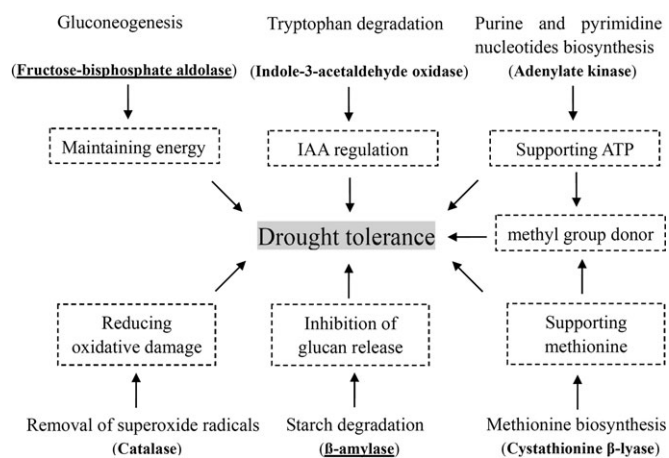 Gluconeogenesis
(Fructose-bisphosphate aldolase)
Maintaining energy
Tryptophan degradation
(Indole-3-acetaldehyde oxidase)
IAA regulation
Purine and pyrimidine
nucleotides biosynthesis
(Adenylate kinase)
Supporting ATP
Drought tolerance
methyl group donor
Reducing
oxidative damage
Removal of superoxide radicals
(Catalase)
Inhibition of
glucan release
Starch degradation
(ß-amylase)
Supporting
methionine
Methionine biosynthesis
(Cystathionine β-lyase)